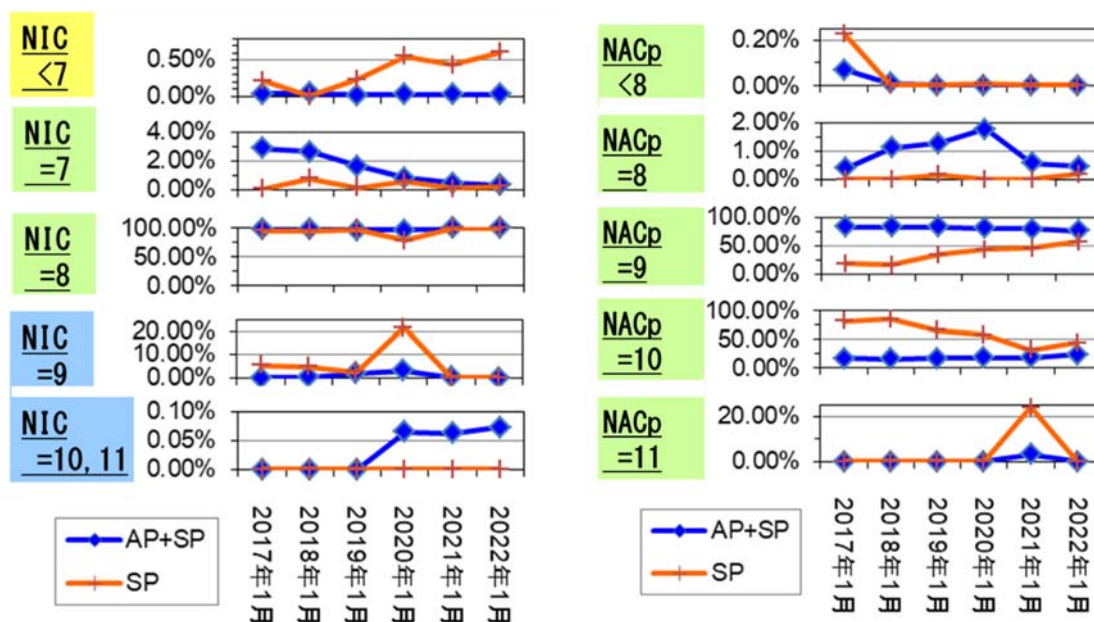 NIC
<7
0.50%
0.00%
NIC
=7
4.00%
2.00%
0.00%
NIC
=8
100.00%
50.00%
0.00%
NIC
=9
20.00%
10.00%
0.00%
NIC
=10, 11
0.10%
0.05%
0.00%
2017年1月
2018年1月
2019年1月
2020年1月
2021年1月
2022年1月
AP+SP
SP
NACp
<8
0.20%
0.00%
NACp
=8
2.00%
1.00%
0.00%
NACp
=9
100.00%
50.00%
0.00%
NACp
=10
100.00%
50.00%
0.00%
NACp
=11
20.00%
0.00%
2017年1月
2018年1月
2019年1月
2020年1月
2021年1月
2022年1月
AP+SP
SP